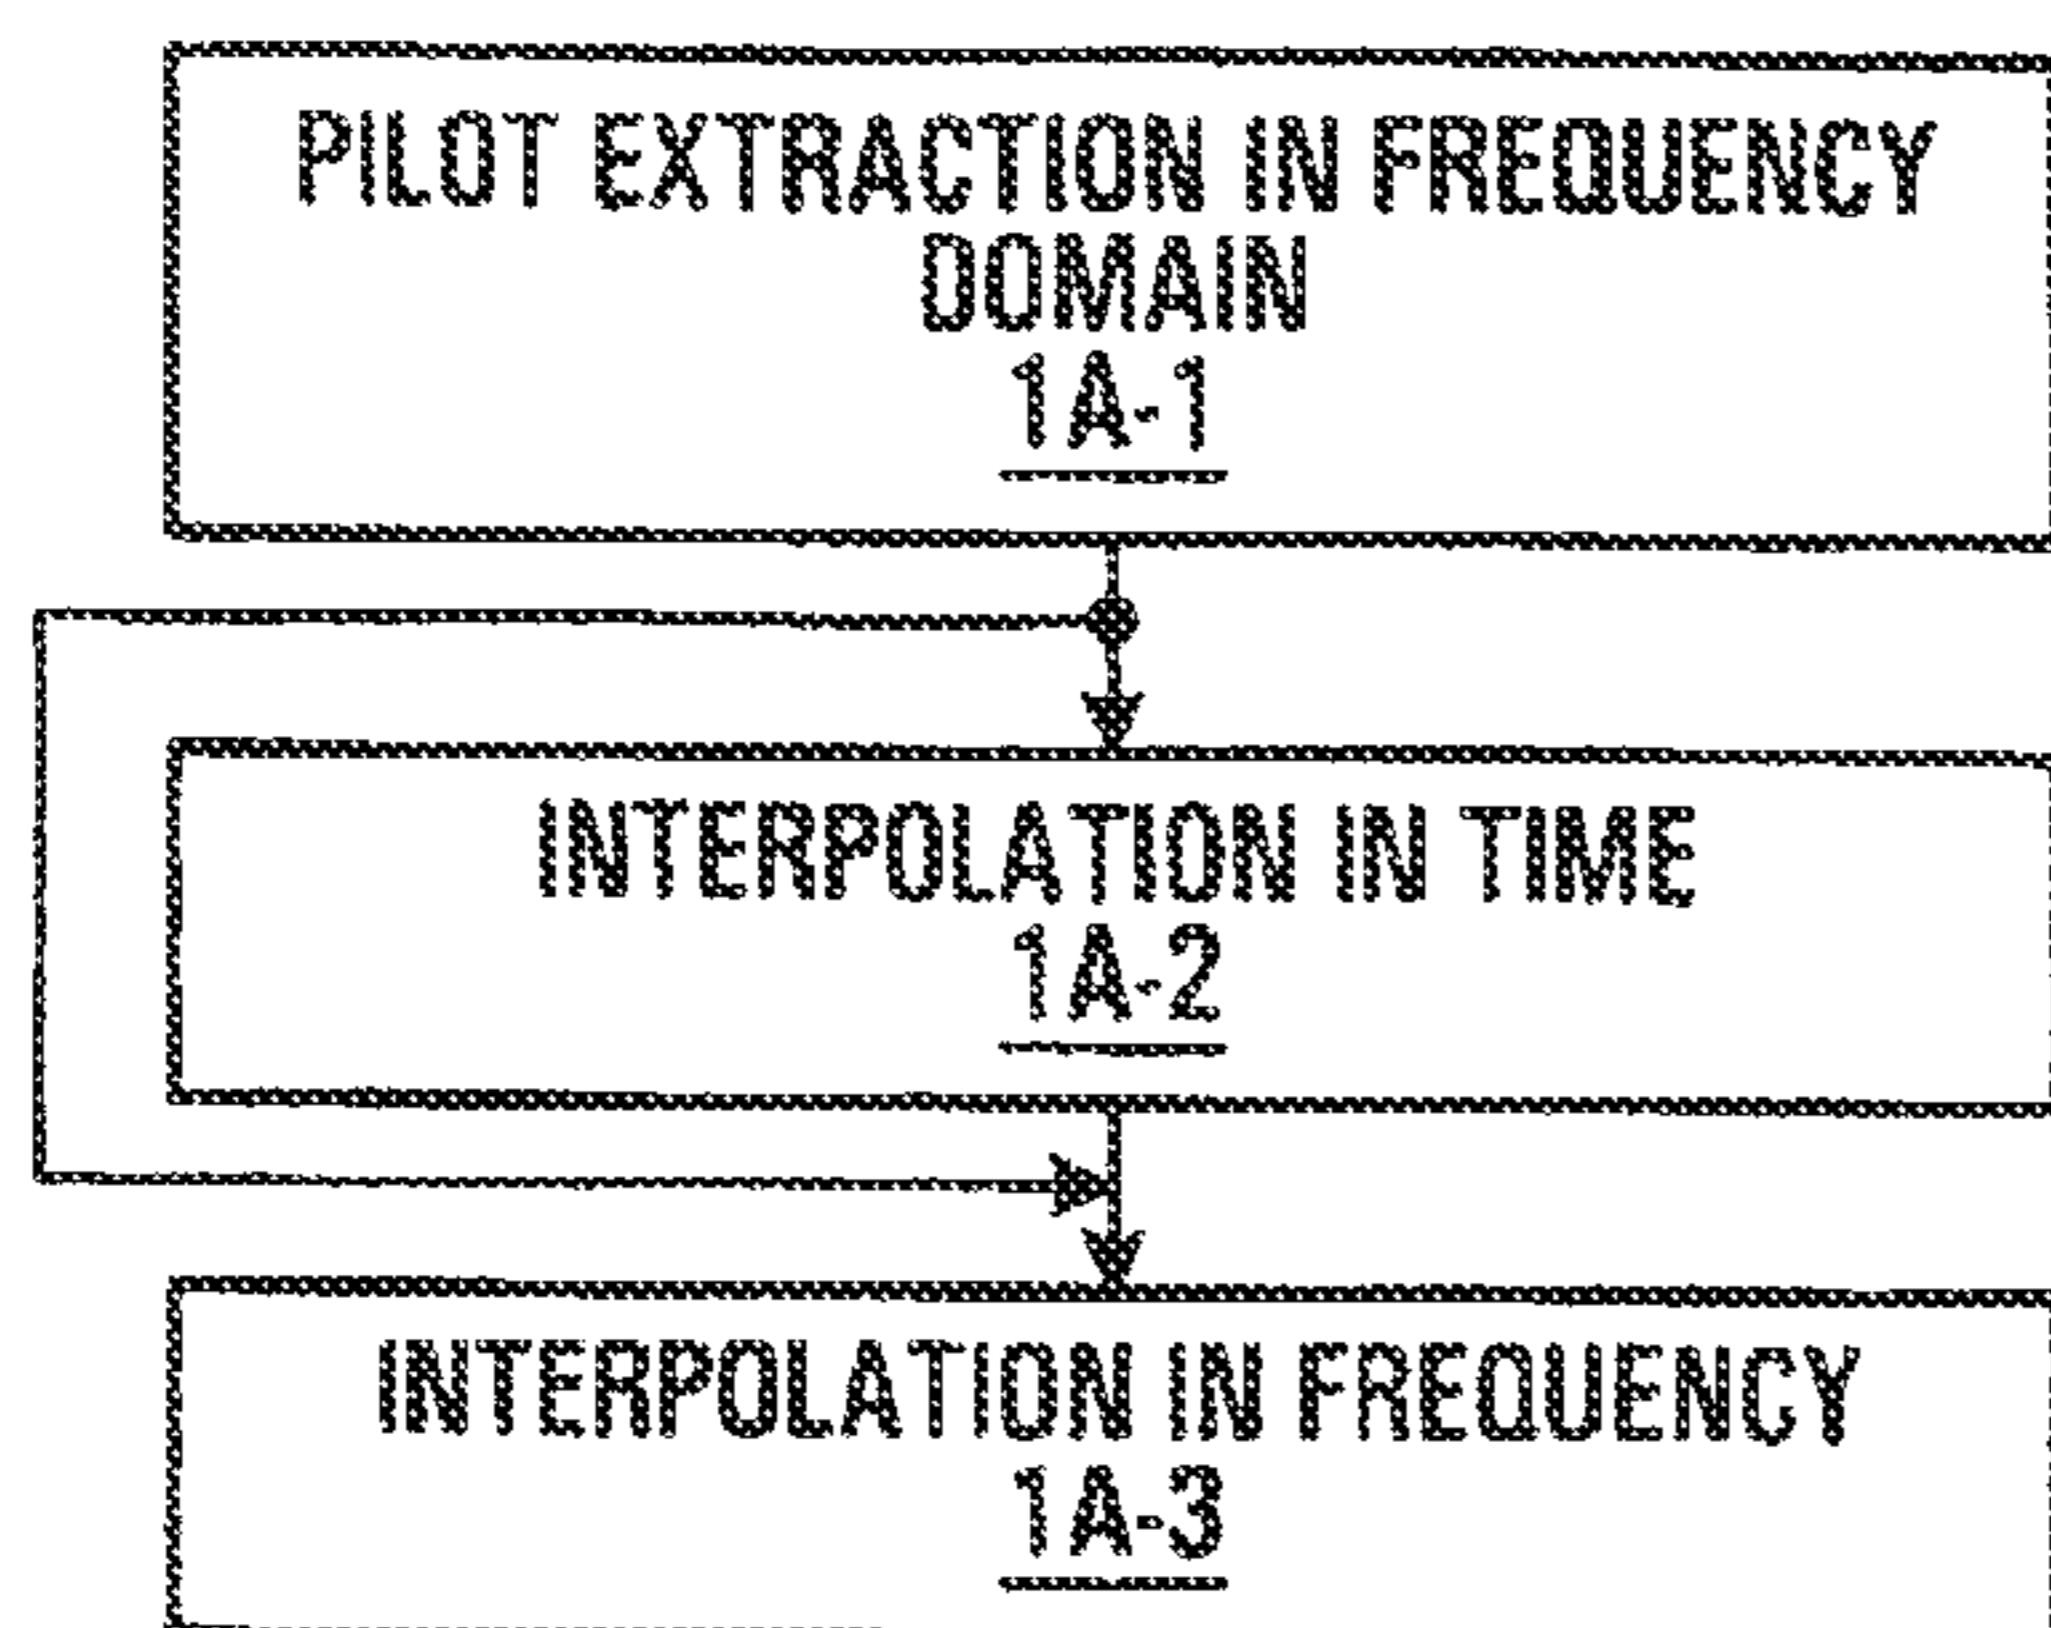 PILOT EXTRACTION IN FREQUENCY
DOMAIN
1A-1
INTERPOLATION IN TIME
1A-2
INTERPOLATION IN FREQUENCY
1A-3